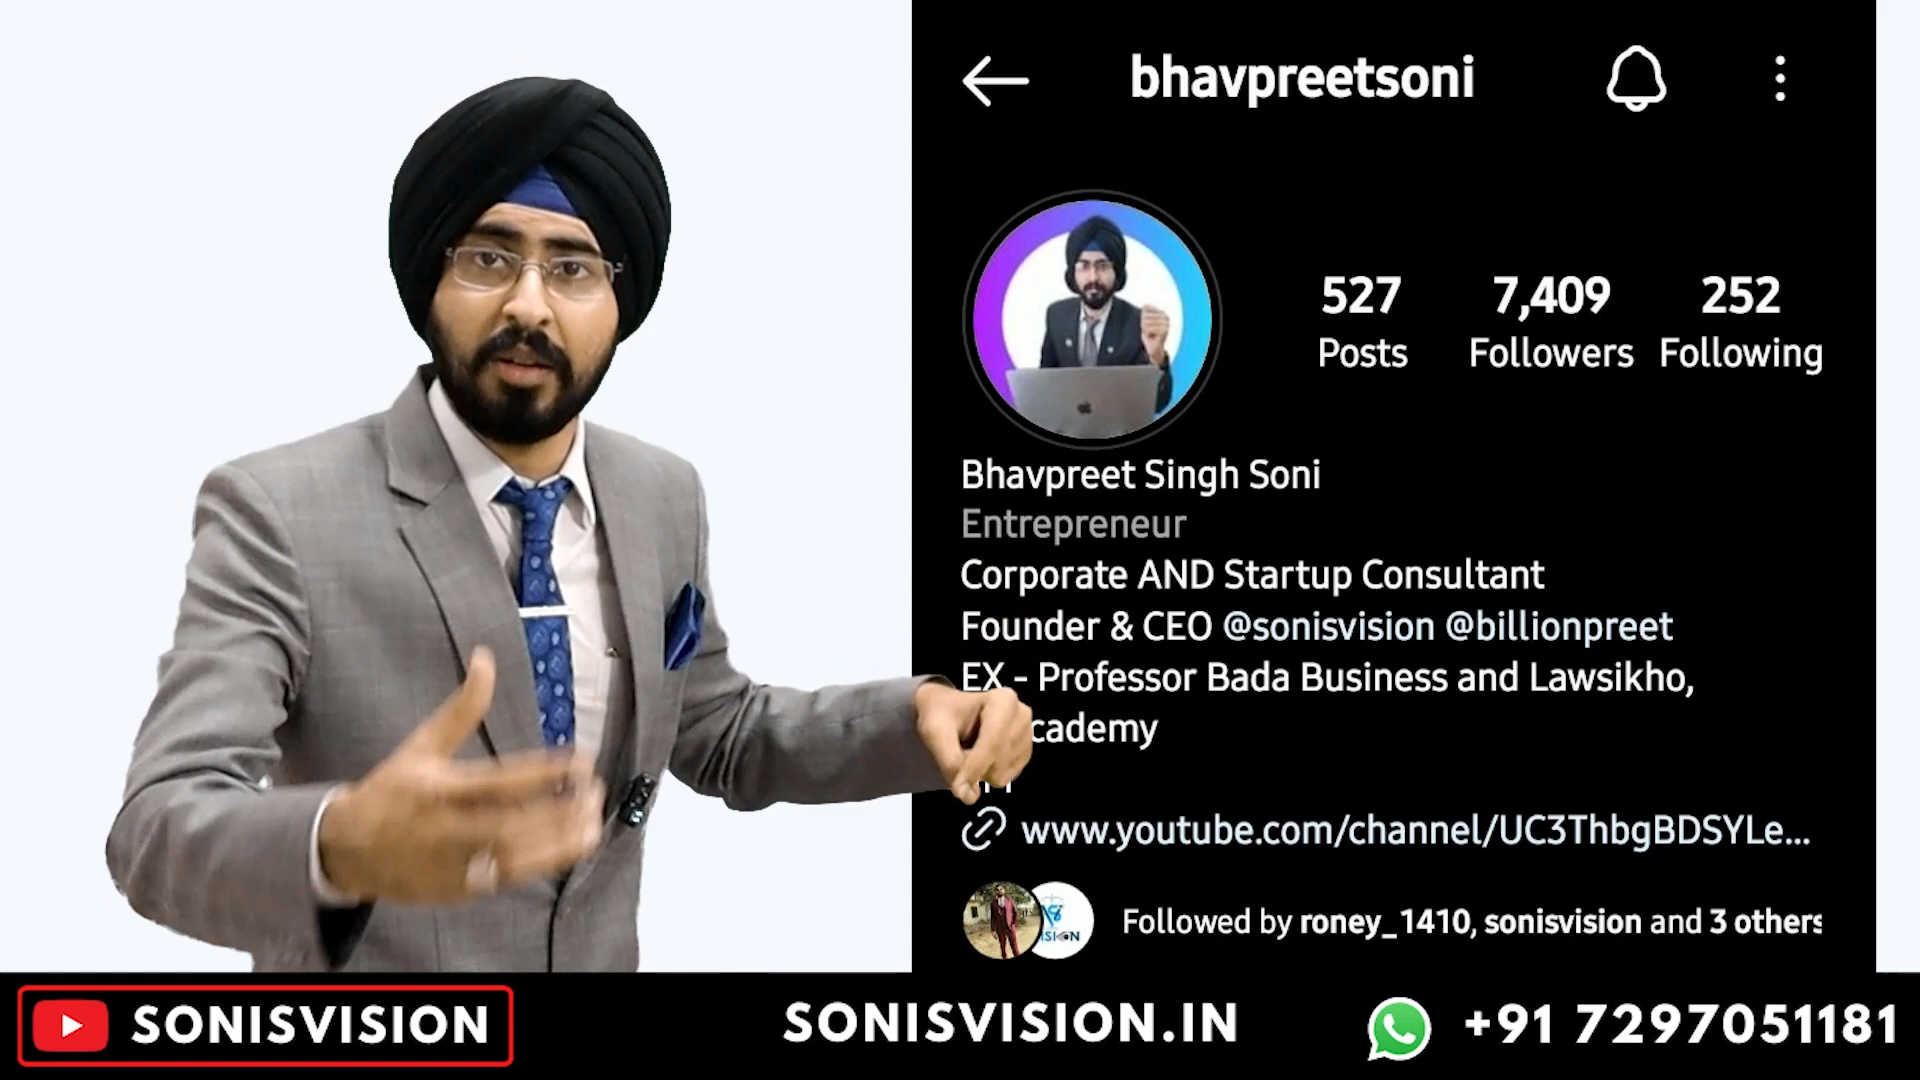 bhavpreetsoni
527 7,409 252
Posts Followers Following
Bhavpreet Singh Soni
Entrepreneur
Corporate AND Startup Consultant
Founder & CEO @sonisvision @billionpreet
EX - Professor Bada Business and Lawsikho,
cademy
www.youtube.com/channel/UC3ThbgBDSYLe...
Followed by roney_1410, sonisvision and 3 others
SONISVISION
SONISVISION.IN
+91 7297051181